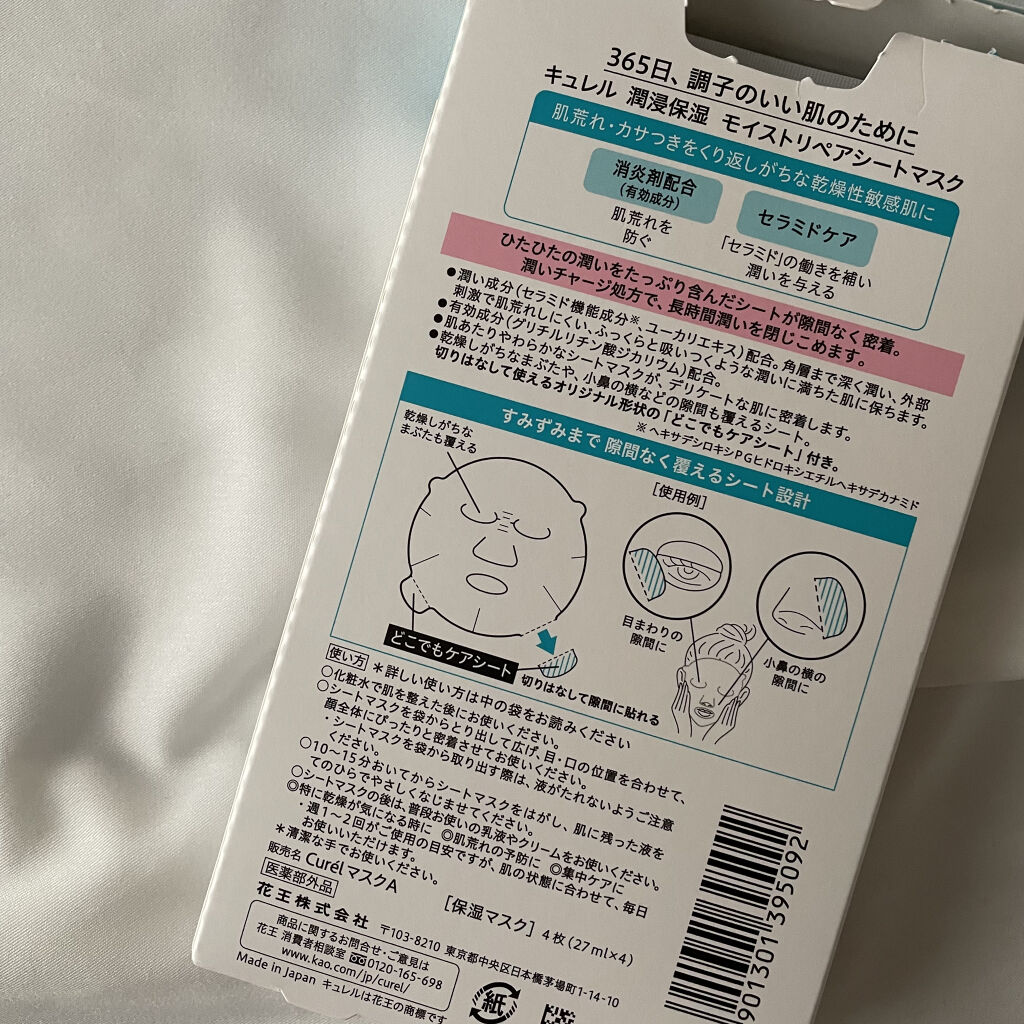 365日、調子のいい肌のために
キュレル 潤浸保湿 モイストリペアシートマスク
肌荒れ・カサつきをくり返しがちな乾燥性敏感肌に
消炎剤配合
(有効成分)
肌荒れを
防ぐ
セラミドケア
「セラミド」の働きを補い
潤いを与える
ひたひたの潤いをたっぷり含んだシートが隙間なく密着。
潤いチャージ処方で、長時間潤いを閉じこめます。
●潤い成分(セラミド機能成分※、ユーカリエキス)配合。角層まで深く潤い、外部
刺激で肌荒れしにくい、ふっくらと吸いつくような潤いに満ちた肌に保ちます。
●有効成分(グリチルリチン酸ジカリウム)配合。
●肌あたりやわらかなシートマスクが、デリケートな肌に密着します。
●乾燥しがちなまぶたや、小鼻の横などの隙間も覆えるシート。
切りはなして使えるオリジナル形状の「どこでもケアシート」付き。
※ヘキサデシロキシPGヒドロキシエチルヘキサデカナミド
すみずみまで 隙間なく覆えるシート設計
乾燥しがちな
まぶたも覆える
[使用例]
目まわりの
隙間に
小鼻の横の
隙間に
どこでもケアシート
切りはなして隙間に貼れる
使い方 *詳しい使い方は中の袋をお読みください
○化粧水で肌を整えた後にお使いください。
○シートマスクを袋からとり出して広げ、目・口の位置を合わせて、
顔全体にぴったりと密着させてお使いください。
・シートマスクを袋から取り出す際は、液がたれないようご注意
ください。
○10〜15分おいてからシートマスクをはがし、肌に残った液を
てのひらでやさしくなじませてください。
○シートマスクの後は、普段お使いの乳液やクリームをお使いください。
◎特に乾燥が気になる時に ◎肌荒れの予防に ◎集中ケアに
・週1〜2回がご使用の目安ですが、肌の状態に合わせて、毎日
お使いいただけます。
*清潔な手でお使いください。
販売名 Curél マスクA
医薬部外品
[保湿マスク] 4枚(27ml×4)
花王株式会社 〒103-8210 東京都中央区日本橋茅場町1-14-10
商品に関するお問合せ・ご意見は
花王 消費者相談室 0120-165-698
www.kao.com/jp/curel/
Made in Japan キュレルは花王の商標です
紙
4901301395092